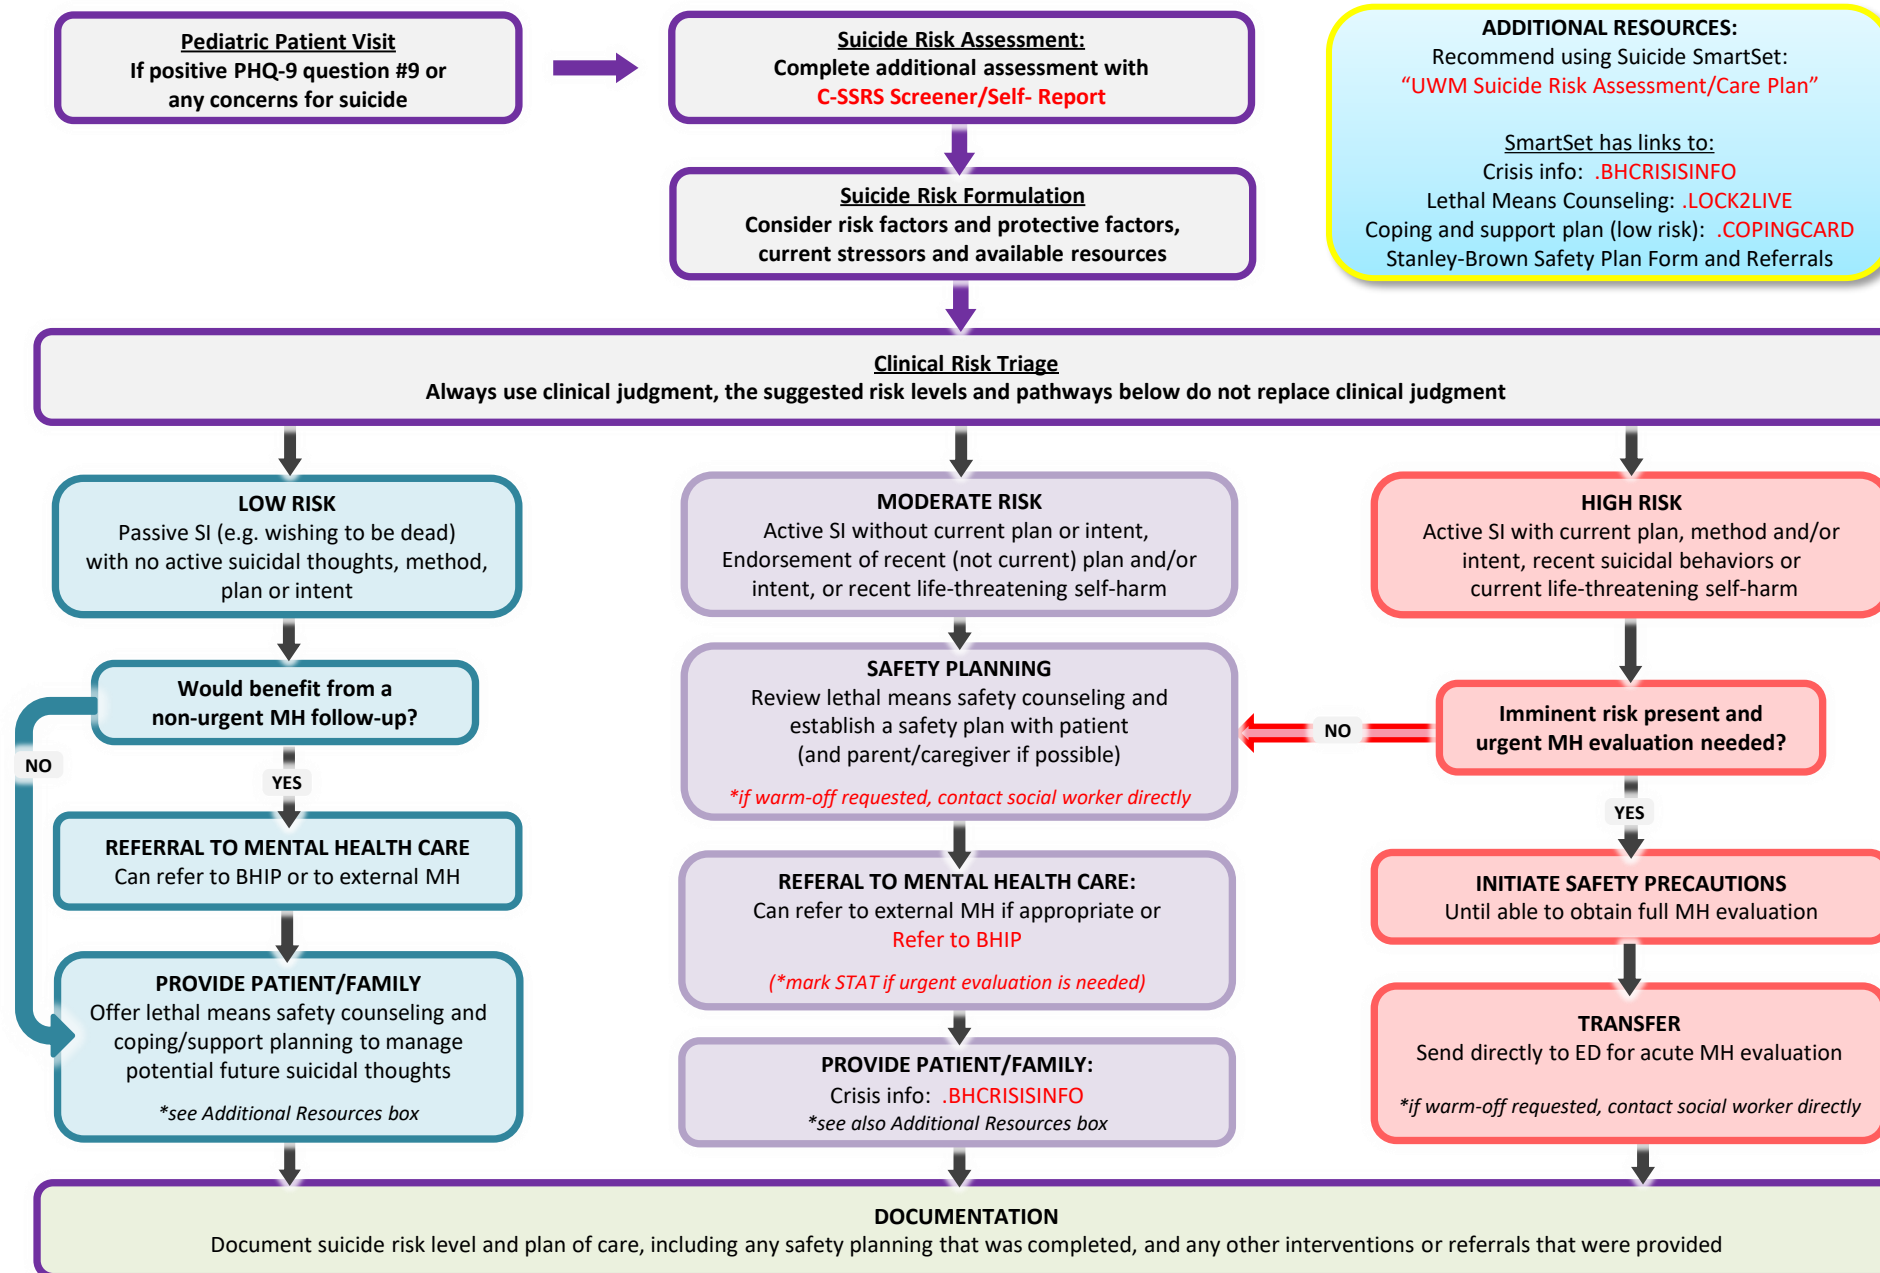 Pediatric Patient Visit
If positive PHQ-9 question #9 or
any concerns for suicide
Suicide Risk Assessment:
Complete additional assessment with
C-SSRS Screener/Self- Report
ADDITIONAL RESOURCES:
Recommend using Suicide SmartSet:
“UWM Suicide Risk Assessment/Care Plan”
SmartSet has links to:
Crisis info: .BHCRISISINFO
Lethal Means Counseling: .LOCK2LIVE
Coping and support plan (low risk): .COPINGCARD
Stanley-Brown Safety Plan Form and Referrals
Suicide Risk Formulation
Consider risk factors and protective factors,
current stressors and available resources
Clinical Risk Triage
Always use clinical judgment, the suggested risk levels and pathways below do not replace clinical judgment
LOW RISK
Passive SI (e.g. wishing to be dead)
with no active suicidal thoughts, method,
plan or intent
Would benefit from a
non-urgent MH follow-up?
NO
YES
REFERRAL TO MENTAL HEALTH CARE
Can refer to BHIP or to external MH
PROVIDE PATIENT/FAMILY
Offer lethal means safety counseling and
coping/support planning to manage
potential future suicidal thoughts
*see Additional Resources box
MODERATE RISK
Active SI without current plan or intent,
Endorsement of recent (not current) plan and/or
intent, or recent life-threatening self-harm
SAFETY PLANNING
Review lethal means safety counseling and
establish a safety plan with patient
(and parent/caregiver if possible)
*if warm-off requested, contact social worker directly
REFERAL TO MENTAL HEALTH CARE:
Can refer to external MH if appropriate or
Refer to BHIP
(*mark STAT if urgent evaluation is needed)
PROVIDE PATIENT/FAMILY:
Crisis info: .BHCRISISINFO
*see also Additional Resources box
HIGH RISK
Active SI with current plan, method and/or
intent, recent suicidal behaviors or
current life-threatening self-harm
Imminent risk present and
urgent MH evaluation needed?
NO
YES
INITIATE SAFETY PRECAUTIONS
Until able to obtain full MH evaluation
TRANSFER
Send directly to ED for acute MH evaluation
*if warm-off requested, contact social worker directly
DOCUMENTATION
Document suicide risk level and plan of care, including any safety planning that was completed, and any other interventions or referrals that were provided